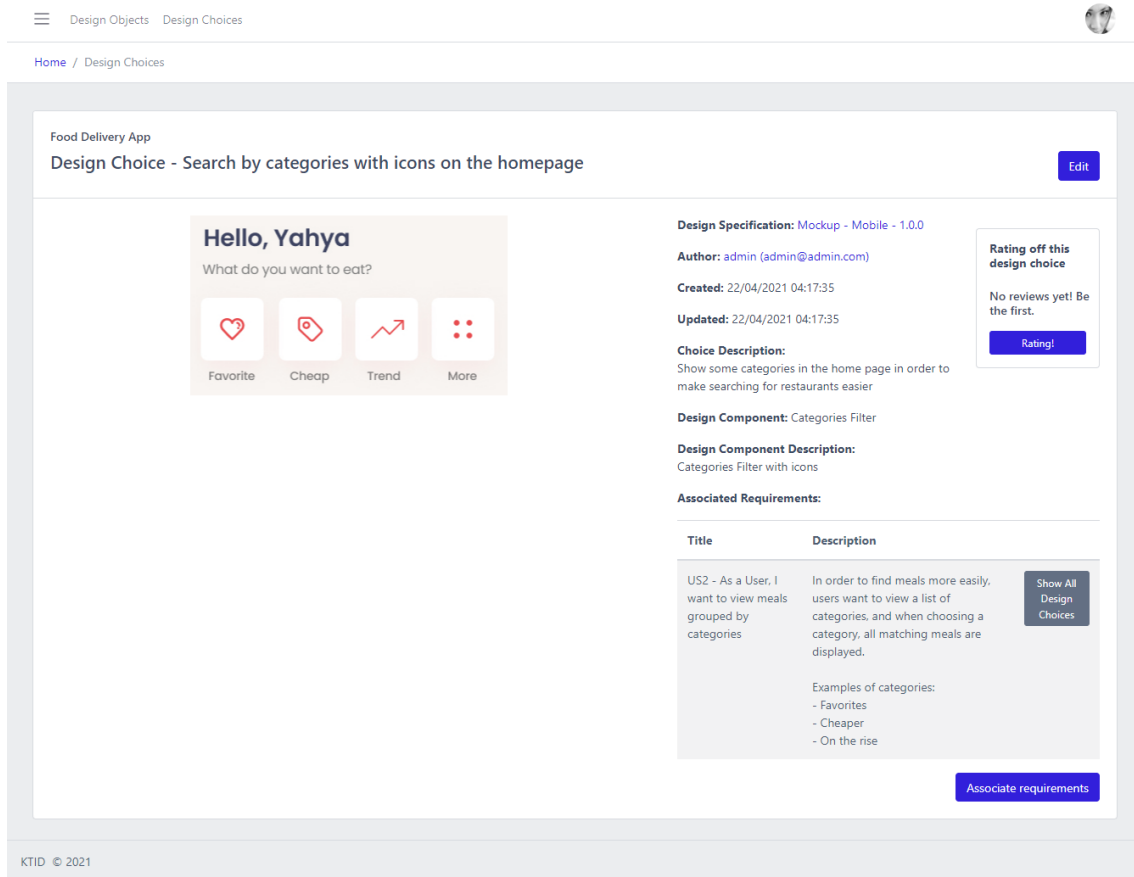 Design Objects Design Choices
Home / Design Choices
Food Delivery App
Design Choice - Search by categories with icons on the homepage
Edit
Hello, Yahya
What do you want to eat?
Favorite Cheap Trend More
Design Specification: Mockup - Mobile - 1.0.0
Author: admin (admin@admin.com)
Created: 22/04/2021 04:17:35
Updated: 22/04/2021 04:17:35
Choice Description:
Show some categories in the home page in order to
make searching for restaurants easier
Design Component: Categories Filter
Design Component Description:
Categories Filter with icons
Associated Requirements:
Rating off this
design choice
No reviews yet! Be
the first.
Rating!
Title Description
US2 - As a User, I
want to view meals
grouped by
categories
In order to find meals more easily,
users want to view a list of
categories, and when choosing a
category, all matching meals are
displayed.
Examples of categories:
- Favorites
- Cheaper
- On the rise
Show All
Design
Choices
Associate requirements
KTID © 2021